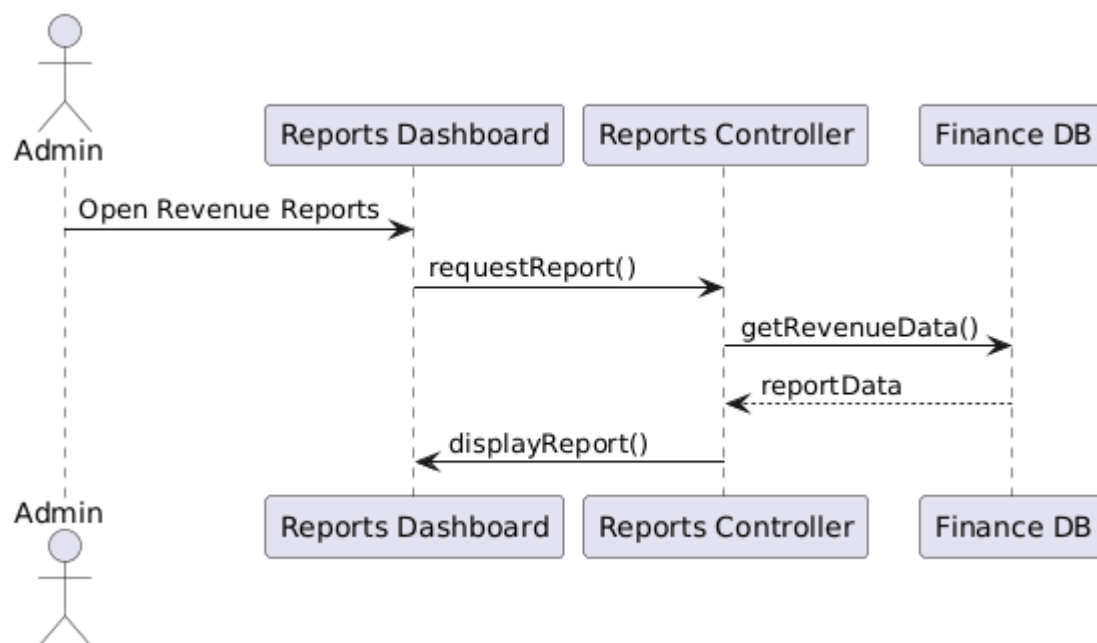 Admin
Reports Dashboard
Reports Controller
Finance DB
Open Revenue Reports
requestReport()
getRevenueData()
reportData
displayReport()
Admin
Reports Dashboard
Reports Controller
Finance DB